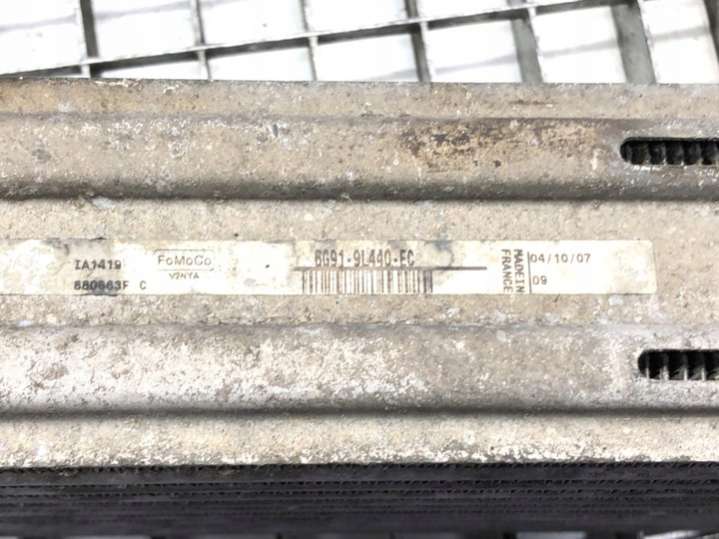 IA1419
880663F C
FoMoCo
V2NYA
6G91-9L440-FC
MADE IN
FRANCE
04/10/07
09